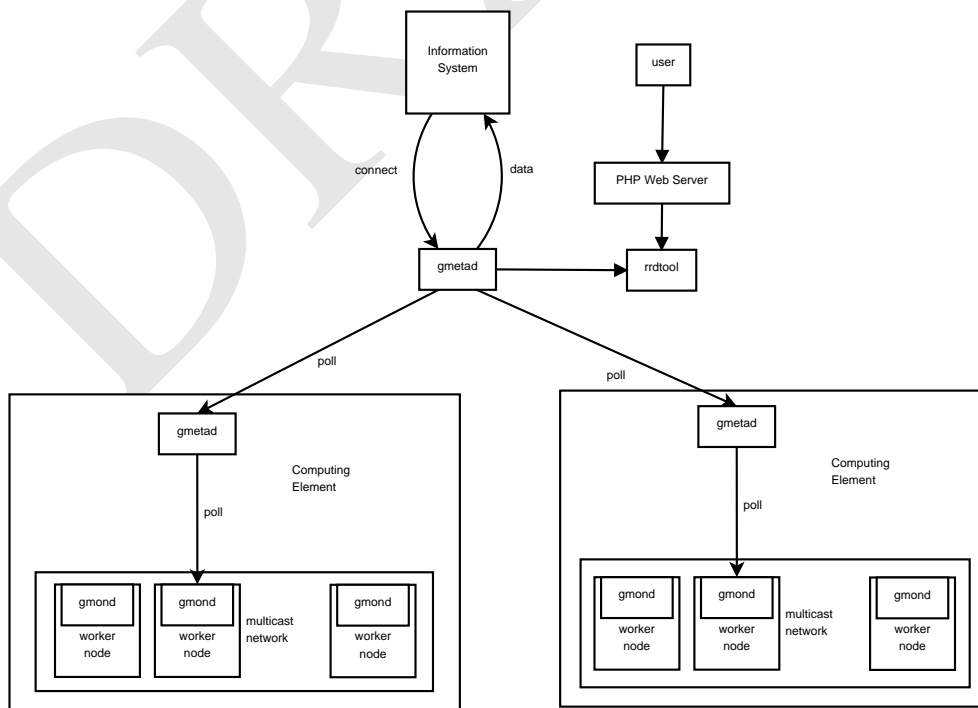 Information
System
user
connect
data
PHP Web Server
gmetad
rrdtool
poll
poll
gmetad
Computing
Element
poll
gmond
worker
node
gmond
worker
node
multicast
network
gmond
worker
node
gmetad
Computing
Element
poll
gmond
worker
node
gmond
worker
node
multicast
network
gmond
worker
node